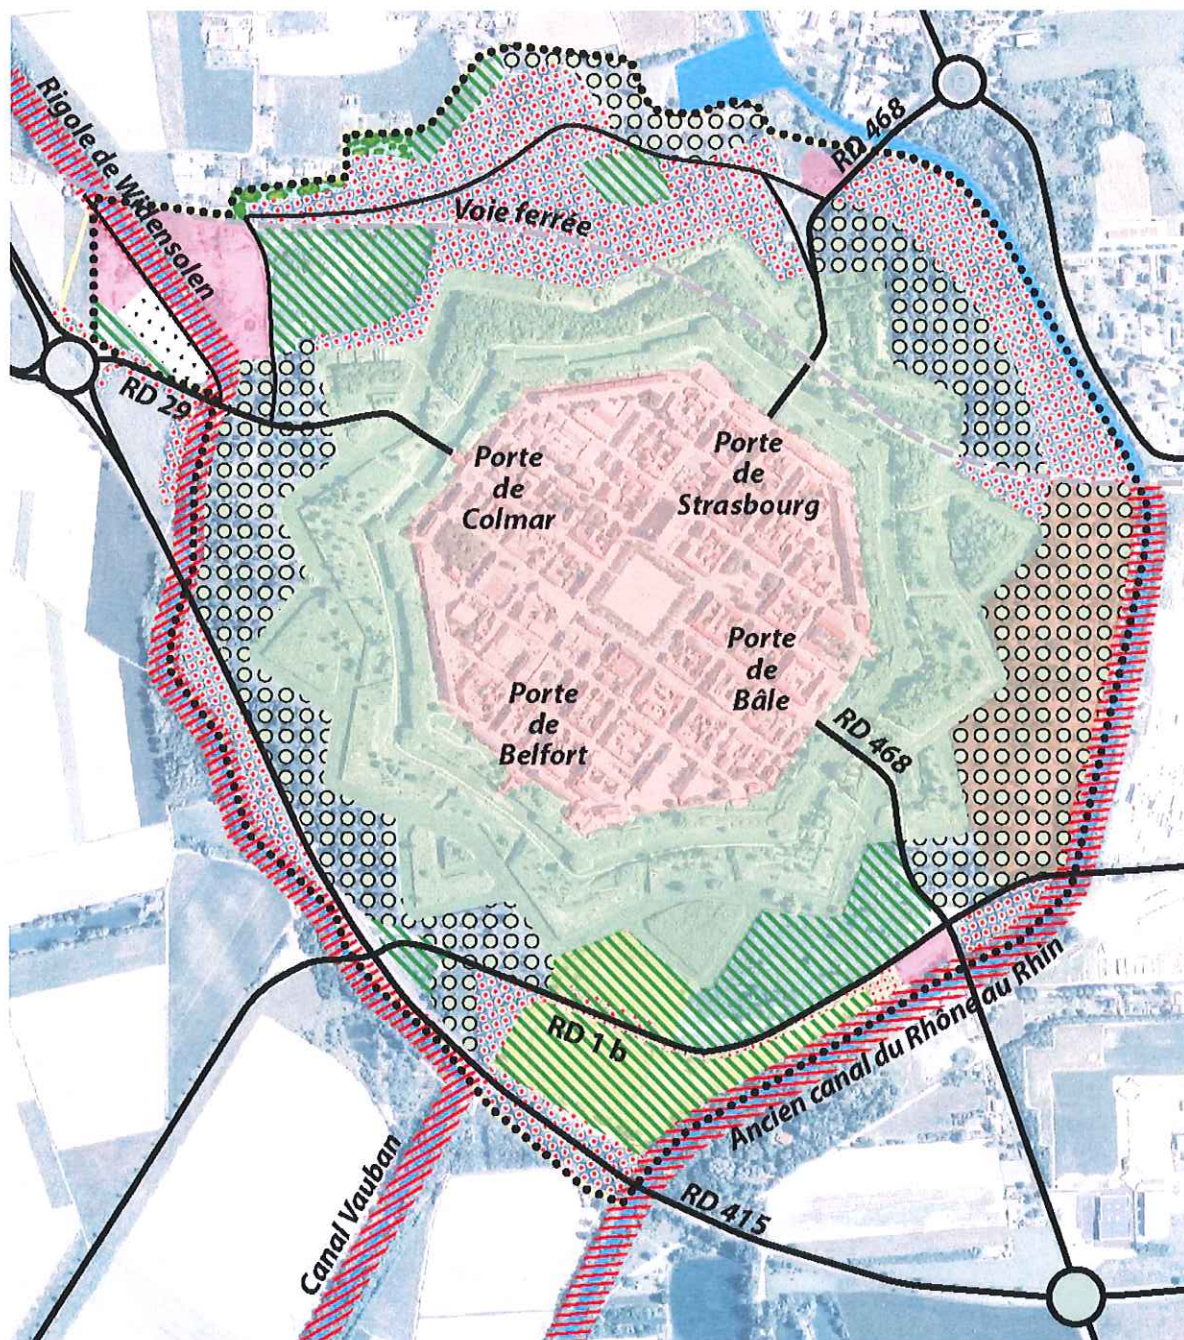 RD 468
Rigole de Widensolen
Voie ferrée
RD 29
Porte
de
Colmar
Porte
de
Strasbourg
Porte
de
Belfort
Porte
de
Bâle
RD 468
RD 1 b
Ancien canal du Rhône au Rhin
Canal Vauban
RD 415